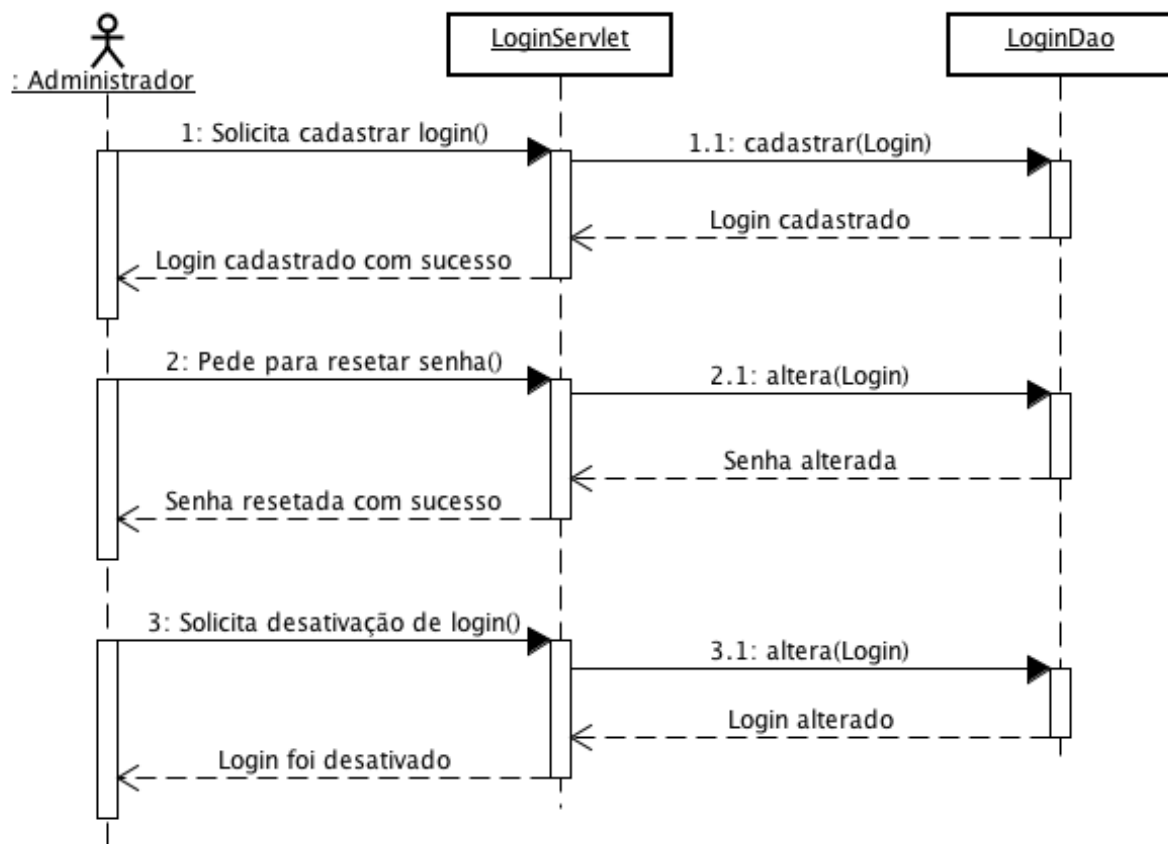 LoginServlet
LoginDao
: Administrador
1: Solicita cadastrar login()
1.1: cadastrar(Login)
Login cadastrado
Login cadastrado com sucesso
2: Pede para resetar senha()
2.1: altera(Login)
Senha alterada
Senha resetada com sucesso
3: Solicita desativação de login()
3.1: altera(Login)
Login alterado
Login foi desativado